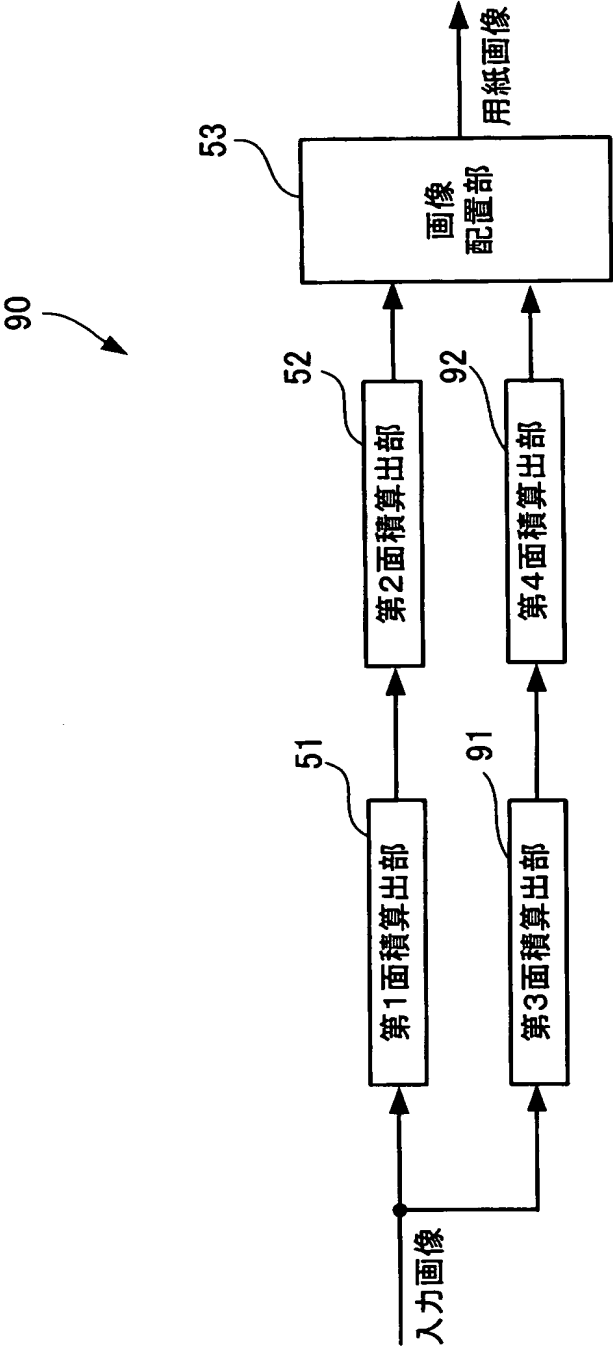 90
入力画像
51
第1面積算出部
52
第2面積算出部
91
第3面積算出部
92
第4面積算出部
53
画像
配置部
用紙画像